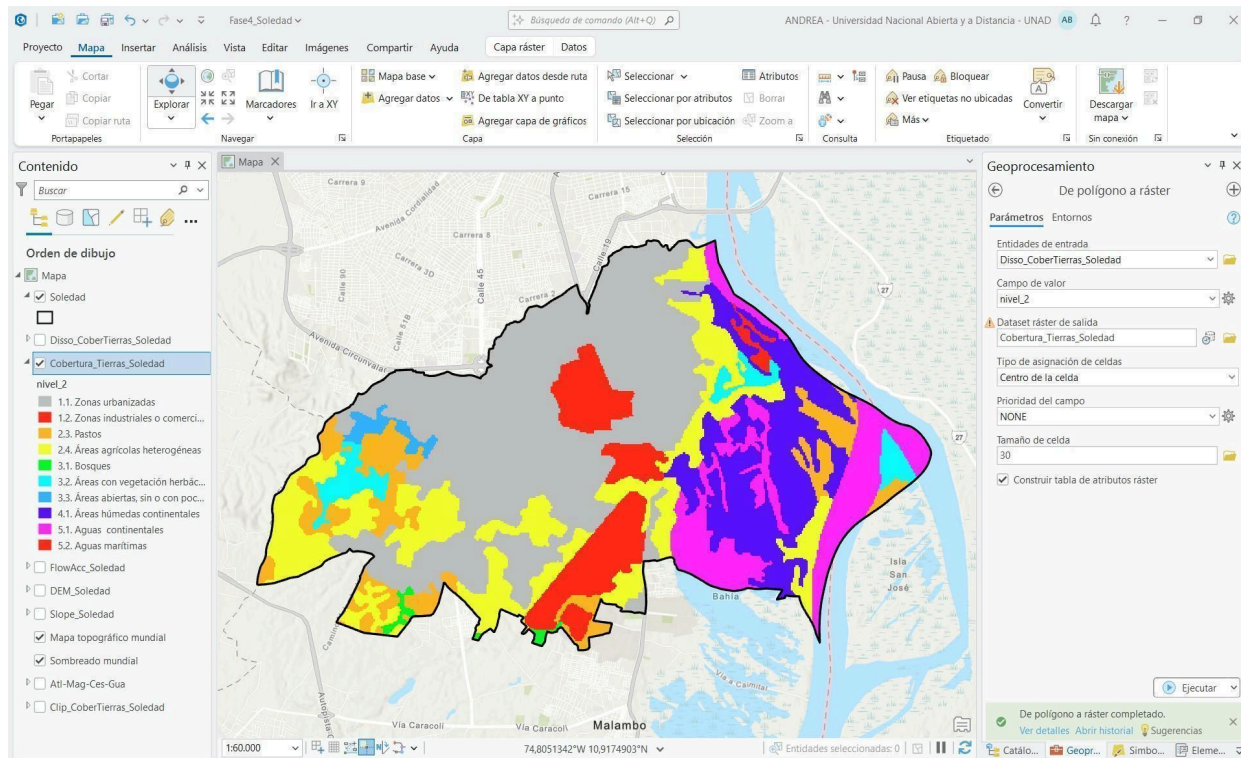 Fase4_Soledad
Búsqueda de comando (Alt+Q)
ANDREA - Universidad Nacional Abierta y a Distancia - UNAD
AB
?
Proyecto Mapa Insertar Análisis Vista Editar Imágenes Compartir Ayuda Capa ráster Datos
Pegar
Cortar
Copiar
Copiar ruta
Portapapeles
Explorar
Marcadores
Ir a XY
Navegar
Mapa base
Agregar datos
Agregar datos desde ruta
De tabla XY a punto
Agregar capa de gráficos
Capa
Seleccionar
Seleccionar por atributos
Seleccionar por ubicación
Atributos
Borrar
Zoom a
Selección
Consulta
Pausa
Bloquear
Ver etiquetas no ubicadas
Más
Convertir
Etiquetado
Descargar
mapa
Sin conexión
Contenido
Buscar
Orden de dibujo
Mapa
Soledad
Disso_CoberTierras_Soledad
Cobertura_Tierras_Soledad
nivel_2
1.1. Zonas urbanizadas
1.2. Zonas industriales o comerci...
2.3. Pastos
2.4. Áreas agrícolas heterogéneas
3.1. Bosques
3.2. Áreas con vegetación herbác...
3.3. Áreas abiertas, sin o con poc...
4.1. Áreas húmedas continentales
5.1. Aguas continentales
5.2. Aguas marítimas
FlowAcc_Soledad
DEM_Soledad
Slope_Soledad
Mapa topográfico mundial
Sombreado mundial
Atl-Mag-Ces-Gua
Clip_CoberTierras_Soledad
Mapa
Carrera 9
Avenida Cordialidad
Carrera 15
Carrera 8
Calle 19
Carrera 3D
Calle 90
Calle 45
Carrera 2
Calle 51B
Avenida Circunvalar
27
27
Isla
San
José
Bahía
Vía a Caimital
Vía Caracolí
Vía Caracolí
Malambo
1:60.000
74,8051342°W 10,9174903°N
Entidades seleccionadas: 0
Geoprocesamiento
De polígono a ráster
Parámetros Entornos
?
Entidades de entrada
Disso_CoberTierras_Soledad
Campo de valor
nivel_2
Dataset ráster de salida
Cobertura_Tierras_Soledad
Tipo de asignación de celdas
Centro de la celda
Prioridad del campo
NONE
Tamaño de celda
30
Construir tabla de atributos ráster
Ejecutar
De polígono a ráster completado.
Ver detalles Abrir historial Sugerencias
Catálo... Geopr... Simbo... Eleme...